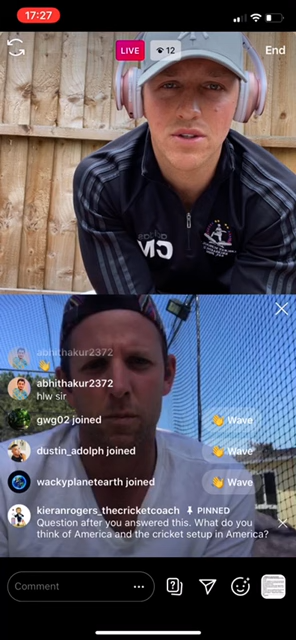 17:27
LIVE
12
End
abhithakur2372
👋
abhithakur2372
hlw sir
gwg02 joined
👋 Wave
dustin_adolph joined
👋 Wave
wackyplanetearth joined
👋 Wave
kieranrogers_thecricketcoach PINNED
Question after you answered this. What do you
think of America and the cricket setup in America?
Comment